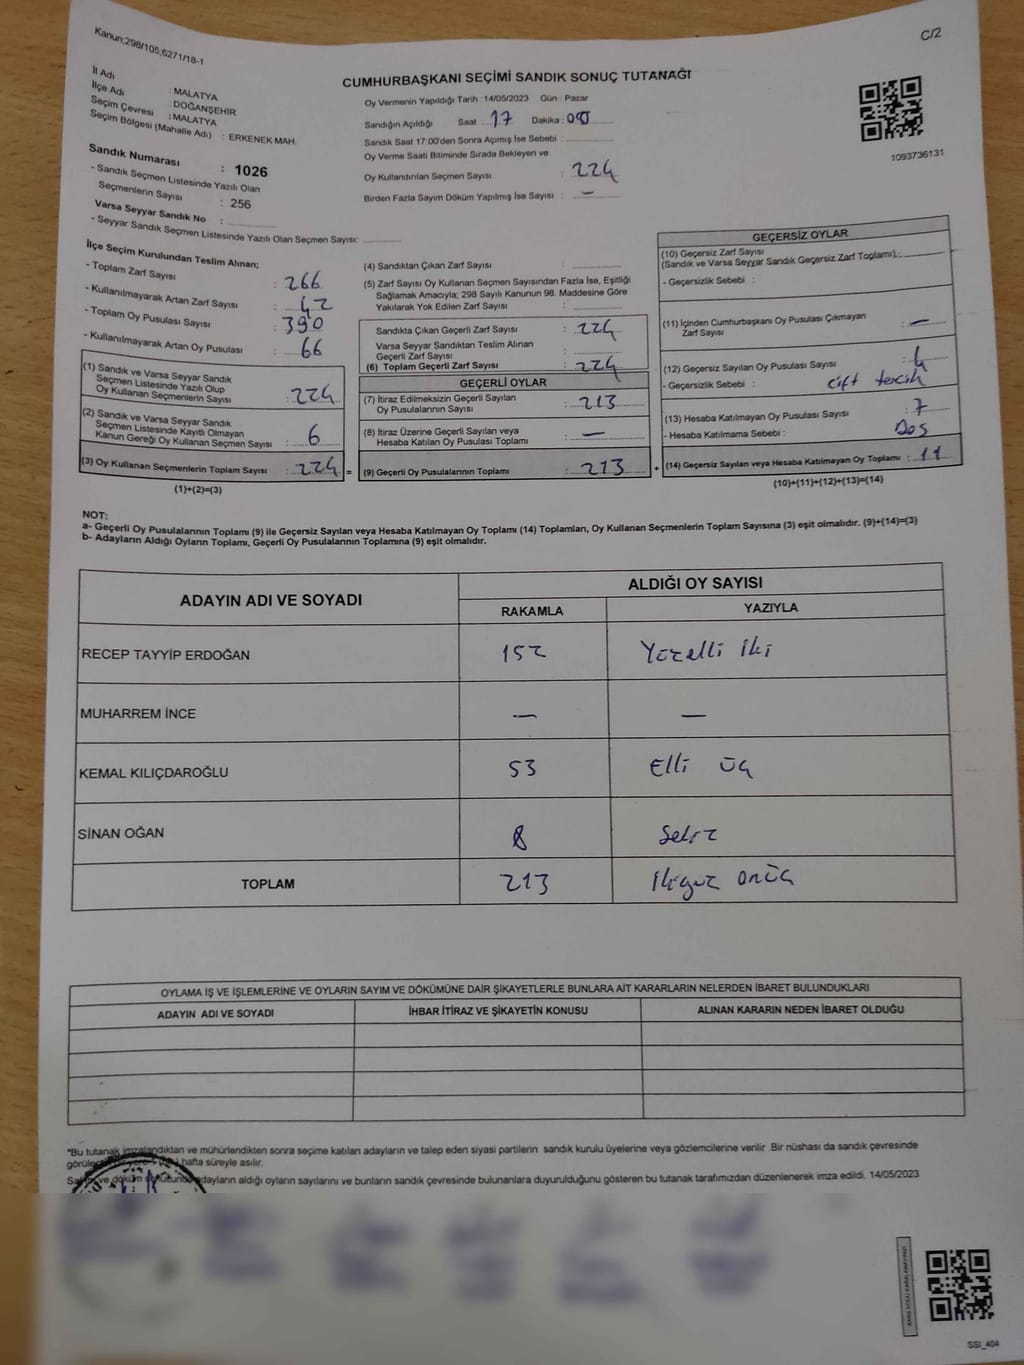 Kanun;298/105,6271/18-1
C/2
İl Adı : MALATYA
İlçe Adı : DOĞANŞEHİR
Seçim Çevresi : MALATYA
Seçim Bölgesi (Mahalle Adı) : ERKENEK MAH.
Sandık Numarası : 1026
- Sandık Seçmen Listesinde Yazılı Olan
Seçmenlerin Sayısı : 256
Varsa Seyyar Sandık No :
- Seyyar Sandık Seçmen Listesinde Yazılı Olan Seçmen Sayısı:
CUMHURBAŞKANI SEÇİMİ SANDIK SONUÇ TUTANAĞI
Oy Vermenin Yapıldığı Tarih :14/05/2023 Gün : Pazar
Sandığın Açıldığı Saat : 17 Dakika : 00
Sandık Saat 17:00'den Sonra Açımış İse Sebebi :
Oy Verme Saati Bitiminde Sırada Bekleyen ve
Oy Kullandırılan Seçmen Sayısı : 224
Birden Fazla Sayım Döküm Yapılmış İse Sayısı : —
1093736131
İlçe Seçim Kurulundan Teslim Alınan;
- Toplam Zarf Sayısı : 266
- Kullanılmayarak Artan Zarf Sayısı : 42
- Toplam Oy Pusulası Sayısı : 390
- Kullanılmayarak Artan Oy Pusulası : 66
(1) Sandık ve Varsa Seyyar Sandık
Seçmen Listesinde Yazılı Olup
Oy Kullanan Seçmenlerin Sayısı : 224
(2) Sandık ve Varsa Seyyar Sandık
Seçmen Listesinde Kayıtlı Olmayan
Kanun Gereği Oy Kullanan Seçmen Sayısı : 6
(3) Oy Kullanan Seçmenlerin Toplam Sayısı : 224 =
(1)+(2)=(3)
(4) Sandıktan Çıkan Zarf Sayısı :
(5) Zarf Sayısı Oy Kullanan Seçmen Sayısından Fazla İse, Eşitliği
Sağlamak Amacıyla; 298 Sayılı Kanunun 98. Maddesine Göre
Yakılarak Yok Edilen Zarf Sayısı :
Sandıkta Çıkan Geçerli Zarf Sayısı : 224
Varsa Seyyar Sandıktan Teslim Alınan
Geçerli Zarf Sayısı :
(6) Toplam Geçerli Zarf Sayısı : 224
GEÇERLİ OYLAR
(7) İtiraz Edilmeksizin Geçerli Sayılan
Oy Pusulalarının Sayısı : 213
(8) İtiraz Üzerine Geçerli Sayılan veya
Hesaba Katılan Oy Pusulaları Toplamı : —
(9) Geçerli Oy Pusulalarının Toplamı : 213 +
GEÇERSİZ OYLAR
(10) Geçersiz Zarf Sayısı
(Sandık ve Varsa Seyyar Sandık Geçersiz Zarf Toplamı) :
- Geçersizlik Sebebi :
(11) İçinden Cumhurbaşkanı Oy Pusulası Çıkmayan
Zarf Sayısı : —
(12) Geçersiz Sayılan Oy Pusulası Sayısı : 4
- Geçersizlik Sebebi : çift tercih
(13) Hesaba Katılmayan Oy Pusulası Sayısı : 7
- Hesaba Katılmama Sebebi : Boş
(14) Geçersiz Sayılan veya Hesaba Katılmayan Oy Toplamı : 11
(10)+(11)+(12)+(13)=(14)
NOT:
a- Geçerli Oy Pusulalarının Toplamı (9) ile Geçersiz Sayılan veya Hesaba Katılmayan Oy Toplamı (14) Toplamları, Oy Kullanan Seçmenlerin Toplam Sayısına (3) eşit olmalıdır. (9)+(14)=(3)
b- Adayların Aldığı Oyların Toplamı, Geçerli Oy Pusulalarının Toplamına (9) eşit olmalıdır.
ADAYIN ADI VE SOYADI
ALDIĞI OY SAYISI
RAKAMLA YAZIYLA
RECEP TAYYİP ERDOĞAN 152 Yüzelli iki
MUHARREM İNCE — —
KEMAL KILIÇDAROĞLU 53 Elli üç
SİNAN OĞAN 8 Sekiz
TOPLAM 213 İkiyüz onüç
OYLAMA İŞ VE İŞLEMLERİNE VE OYLARIN SAYIM VE DÖKÜMÜNE DAİR ŞİKAYETLERLE BUNLARA AİT KARARLARIN NELERDEN İBARET BULUNDUKLARI
ADAYIN ADI VE SOYADI İHBAR İTİRAZ VE ŞİKAYETİN KONUSU ALINAN KARARIN NEDEN İBARET OLDUĞU
*Bu tutanak imzalandıktan ve mühürlendikten sonra seçime katılan adayların ve talep eden siyasi partilerin sandık kurulu üyelerine veya gözlemcilerine verilir. Bir nüshası da sandık çevresinde
hafta süreyle asılır.
ve döküm adayların aldığı oyların sayılarını ve bunların sandık çevresinde bulunanlara duyurulduğunu gösteren bu tutanak tarafımızdan düzenlenerek imza edildi. 14/05/2023
SSI_404